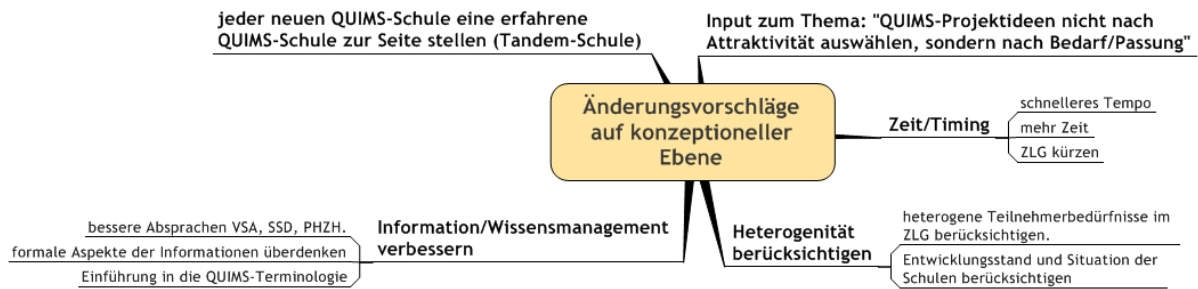 jeder neuen QUIMS-Schule eine erfahrene
QUIMS-Schule zur Seite stellen (Tandem-Schule)
Input zum Thema: "QUIMS-Projektideen nicht nach
Attraktivität auswählen, sondern nach Bedarf/Passung"
Änderungsvorschläge
auf konzeptioneller
Ebene
Zeit/Timing
schnelleres Tempo
mehr Zeit
ZLG kürzen
Information/Wissensmanagement
verbessern
bessere Absprachen VSA, SSD, PHZH.
formale Aspekte der Informationen überdenken
Einführung in die QUIMS-Terminologie
Heterogenität
berücksichtigen
heterogene Teilnehmerbedürfnisse im
ZLG berücksichtigen.
Entwicklungsstand und Situation der
Schulen berücksichtigen